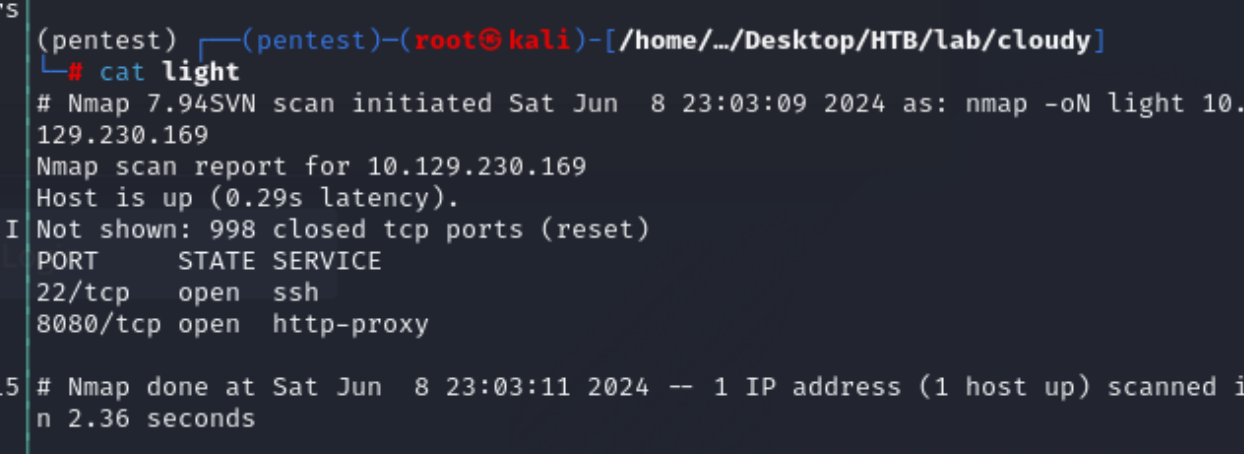 rs
(pentest) ┌──(pentest)─(root㉿kali)-[/home/…/Desktop/HTB/lab/cloudy]
└─# cat light
# Nmap 7.94SVN scan initiated Sat Jun  8 23:03:09 2024 as: nmap -oN light 10.
129.230.169
Nmap scan report for 10.129.230.169
Host is up (0.29s latency).
I Not shown: 998 closed tcp ports (reset)
PORT     STATE SERVICE
22/tcp   open  ssh
8080/tcp open  http-proxy
15 # Nmap done at Sat Jun  8 23:03:11 2024 -- 1 IP address (1 host up) scanned i
n 2.36 seconds